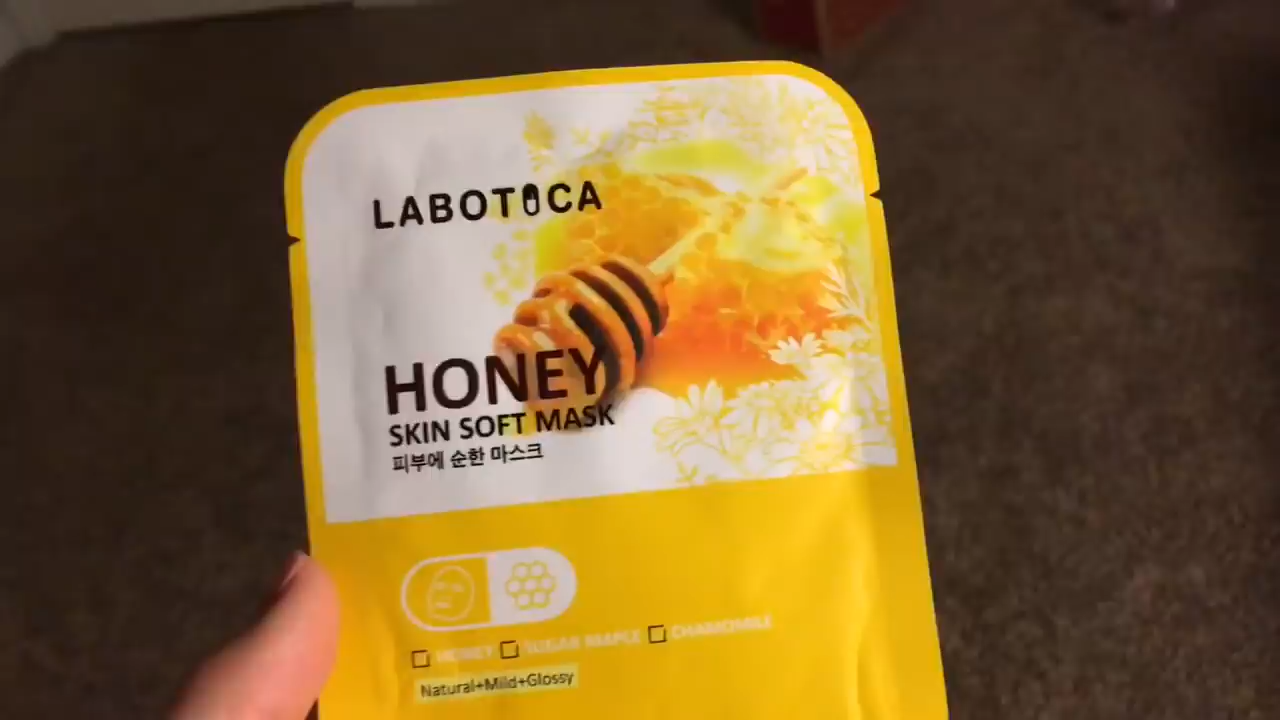 LABOTICA
HONEY
SKIN SOFT MASK
피부에 순한 마스크
HONEY SUGAR MAPLE CHAMOMILE
Natural+Mild+Glossy